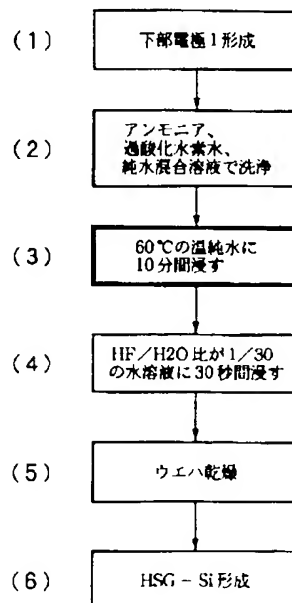 (1)
下部電極1形成
(2)
アンモニア、
過酸化水素水、
純水混合溶液で洗浄
(3)
60℃の温純水に
10分間浸す
(4)
HF/H2O比が1/30
の水溶液に30秒間浸す
(5)
ウエハ乾燥
(6)
HSG-Si形成